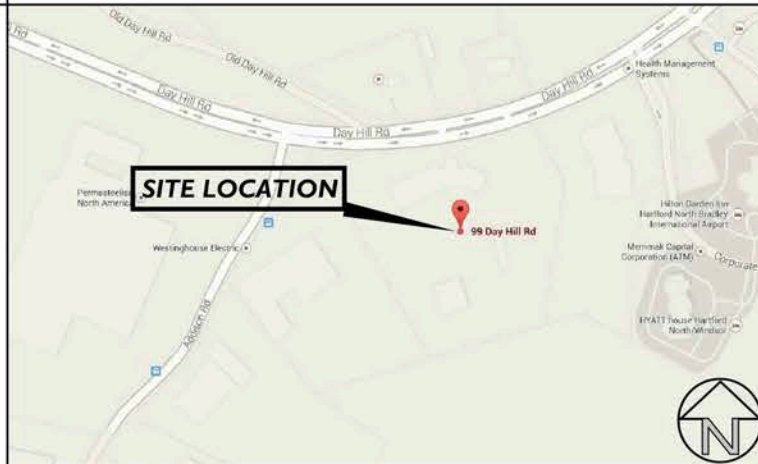 Old Day Hill Rd
Old Day Hill Rd
Rd
Day Hill Rd
Day Hill Rd
Day Hill Rd
Health Management
Systems
SITE LOCATION
Permasteelisa
North America
99 Day Hill Rd
Westinghouse Electric
Addison Rd
Hilton Garden Inn
Hartford North Bradley
International Airport
Merrimak Capital
Corporation (ATM)
Corporate
HYATT house Hartford
North/Windsor
N